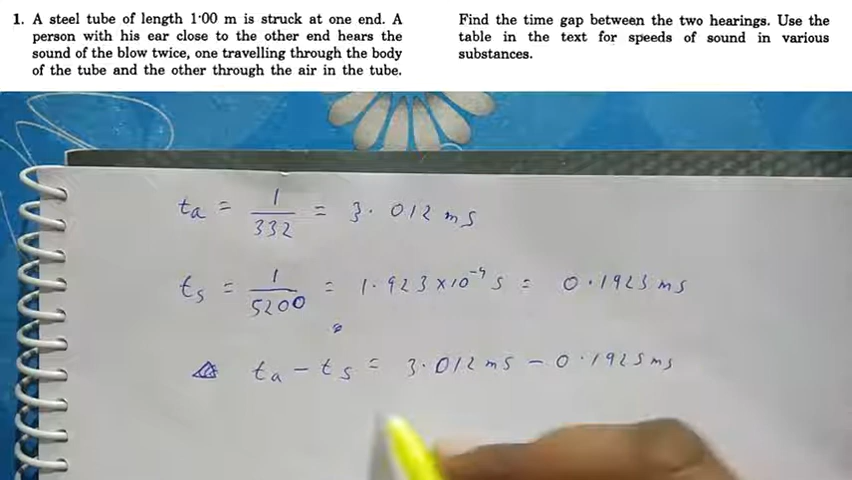 1. A steel tube of length 1·00 m is struck at one end. A
person with his ear close to the other end hears the
sound of the blow twice, one travelling through the body
of the tube and the other through the air in the tube.
Find the time gap between the two hearings. Use the
table in the text for speeds of sound in various
substances.
ta = 1/332 = 3.012 ms
ts = 1/5200 = 1.923×10⁻⁴ s = 0.1923 ms
ta - ts = 3.012 ms - 0.1923 ms